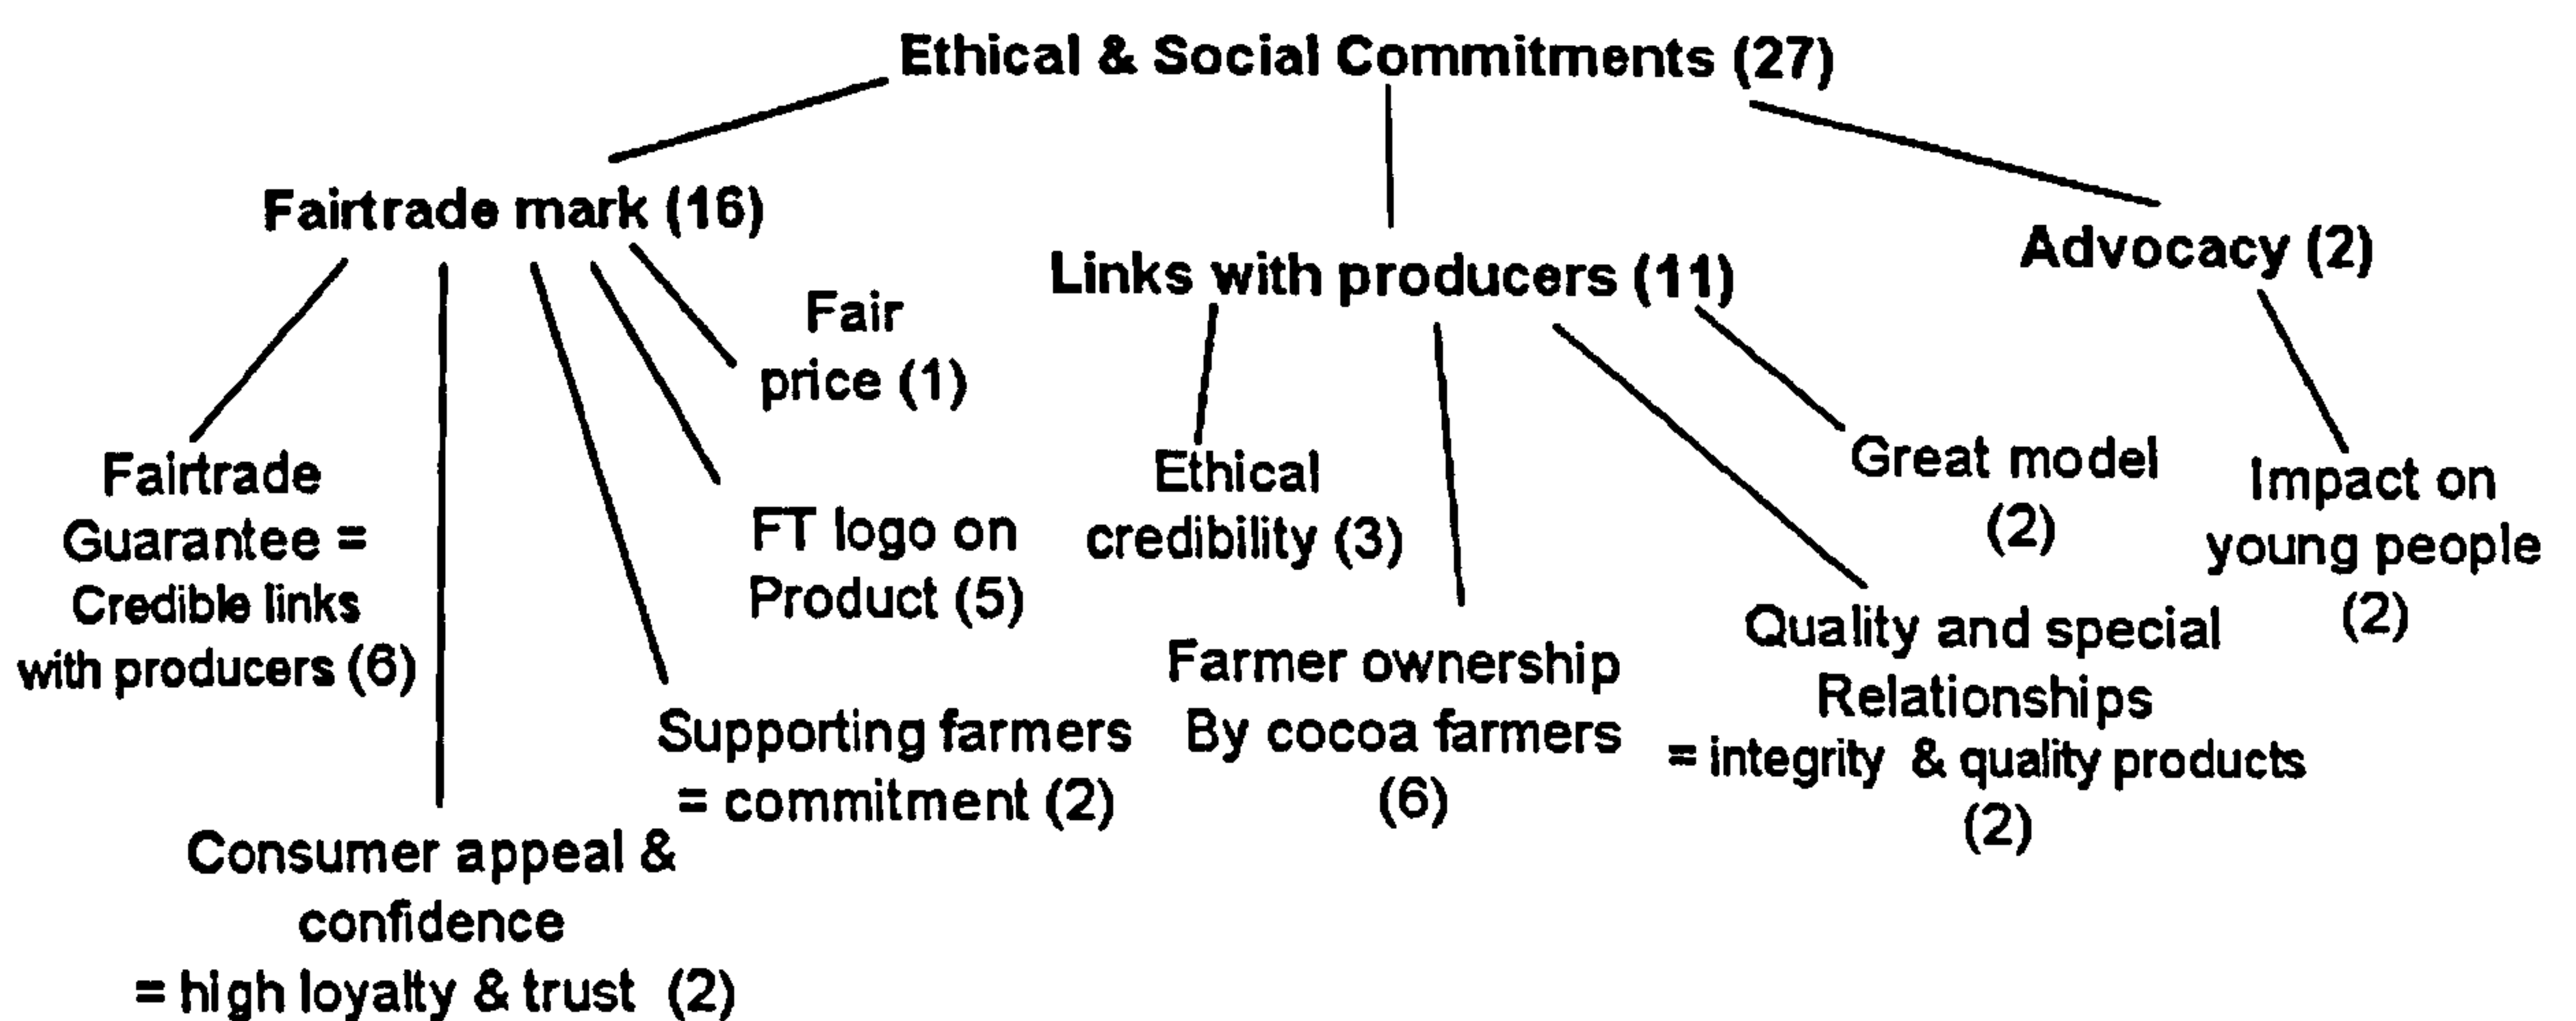 Ethical & Social Commitments (27)
Fairtrade mark (16)
Links with producers (11)
Advocacy (2)
Fairtrade
Guarantee =
Credible links
with producers (6)
Consumer appeal &
confidence
= high loyalty & trust (2)
Supporting farmers
= commitment (2)
FT logo on
Product (5)
Fair
price (1)
Ethical
credibility (3)
Farmer ownership
By cocoa farmers
(6)
Quality and special
Relationships
= integrity & quality products
(2)
Great model
(2)
Impact on
young people
(2)